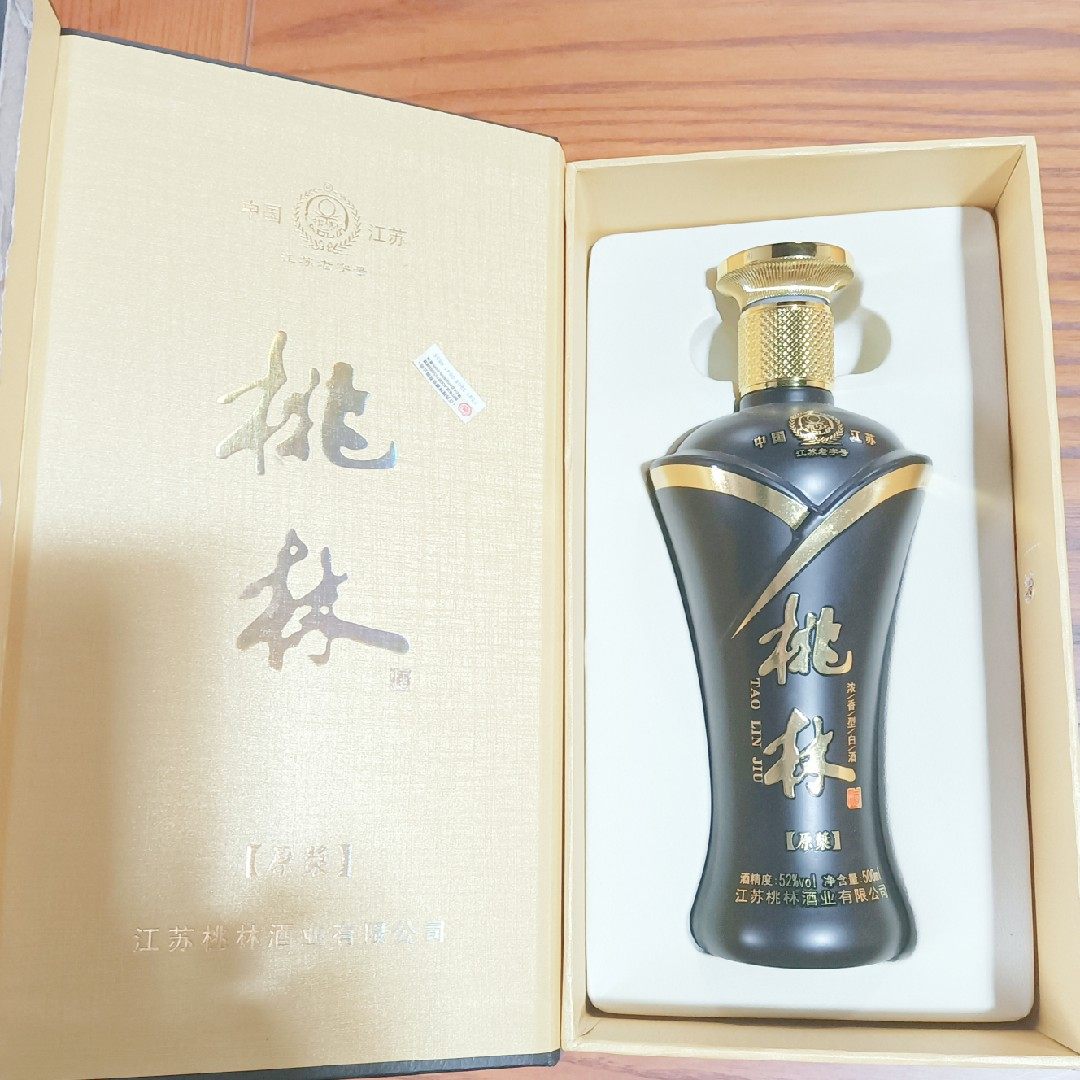 中国 江苏
江苏老字号
桃
林
酒
【原浆】
江苏桃林酒业有限公司
中国 江苏
江苏老字号
桃
林
TAO LIN JIU
浓香型白酒
【原浆】
酒精度:52%vol 净含量:500ml
江苏桃林酒业有限公司